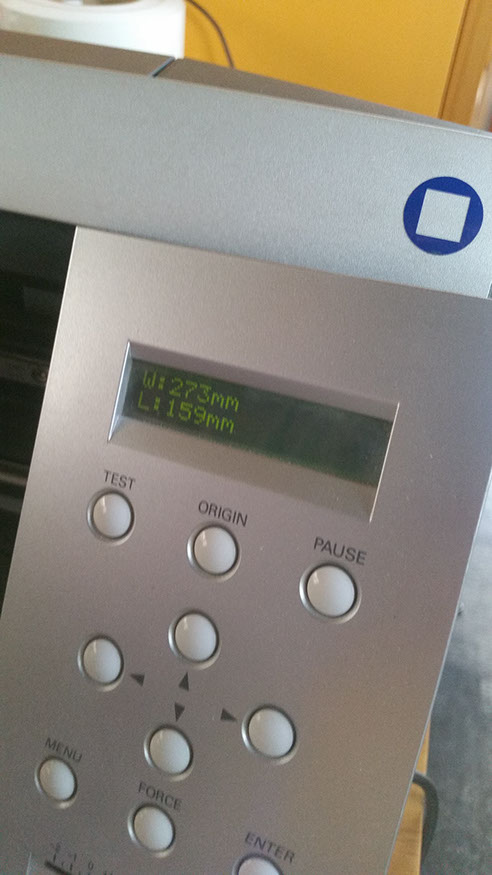 W:273mm
L:159mm
TEST
ORIGIN
PAUSE
MENU
FORCE
ENTER